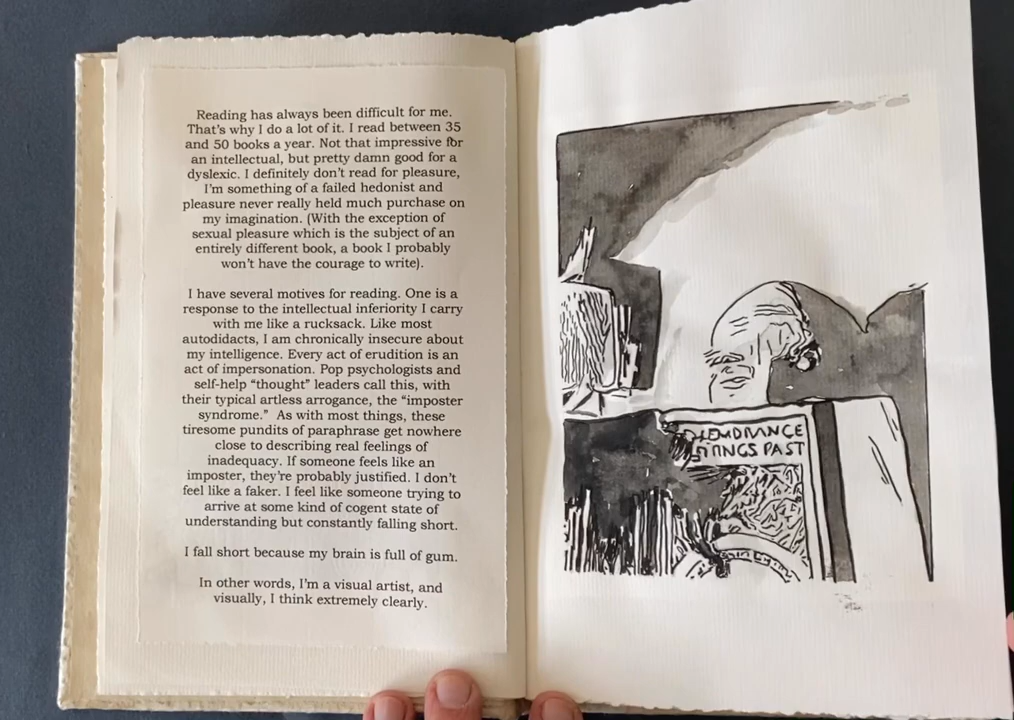 Reading has always been difficult for me.
That's why I do a lot of it. I read between 35
and 50 books a year. Not that impressive for
an intellectual, but pretty damn good for a
dyslexic. I definitely don't read for pleasure,
I'm something of a failed hedonist and
pleasure never really held much purchase on
my imagination. (With the exception of
sexual pleasure which is the subject of an
entirely different book, a book I probably
won't have the courage to write).
I have several motives for reading. One is a
response to the intellectual inferiority I carry
with me like a rucksack. Like most
autodidacts, I am chronically insecure about
my intelligence. Every act of erudition is an
act of impersonation. Pop psychologists and
self-help “thought” leaders call this, with
their typical artless arrogance, the “imposter
syndrome.” As with most things, these
tiresome pundits of paraphrase get nowhere
close to describing real feelings of
inadequacy. If someone feels like an
imposter, they're probably justified. I don't
feel like a faker. I feel like someone trying to
arrive at some kind of cogent state of
understanding but constantly falling short.
I fall short because my brain is full of gum.
In other words, I'm a visual artist, and
visually, I think extremely clearly.
EMBRANCE
THINGS PAST